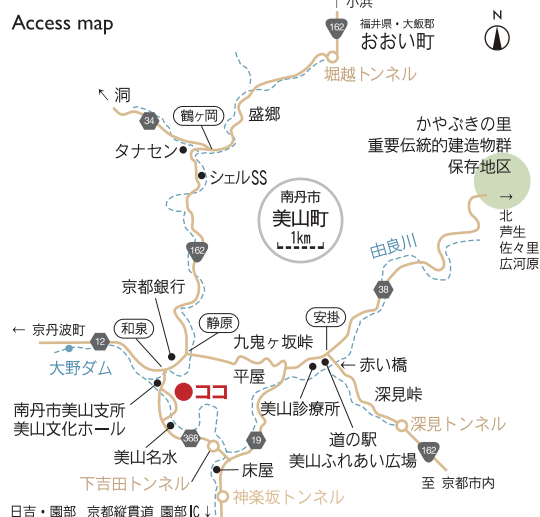 ↑ 小浜
Access map
福井県・大飯郡
おおい町
N
162
堀越トンネル
↖ 洞
34
鶴ヶ岡
盛郷
タナセン
シェルSS
かやぶきの里
重要伝統的建造物群
保存地区
→
北
芦生
佐々里
広河原
南丹市
美山町
1km
由良川
162
38
京都銀行
← 京丹波町
12
和泉
静原
九鬼ヶ坂峠
安掛
大野ダム
平屋
← 赤い橋
ココ
南丹市美山支所
美山文化ホール
美山診療所
深見峠
道の駅
美山ふれあい広場
深見トンネル
368
19
162
美山名水
下吉田トンネル
床屋
至 京都市内
神楽坂トンネル
日吉・園部 京都縦貫道 園部IC ↓